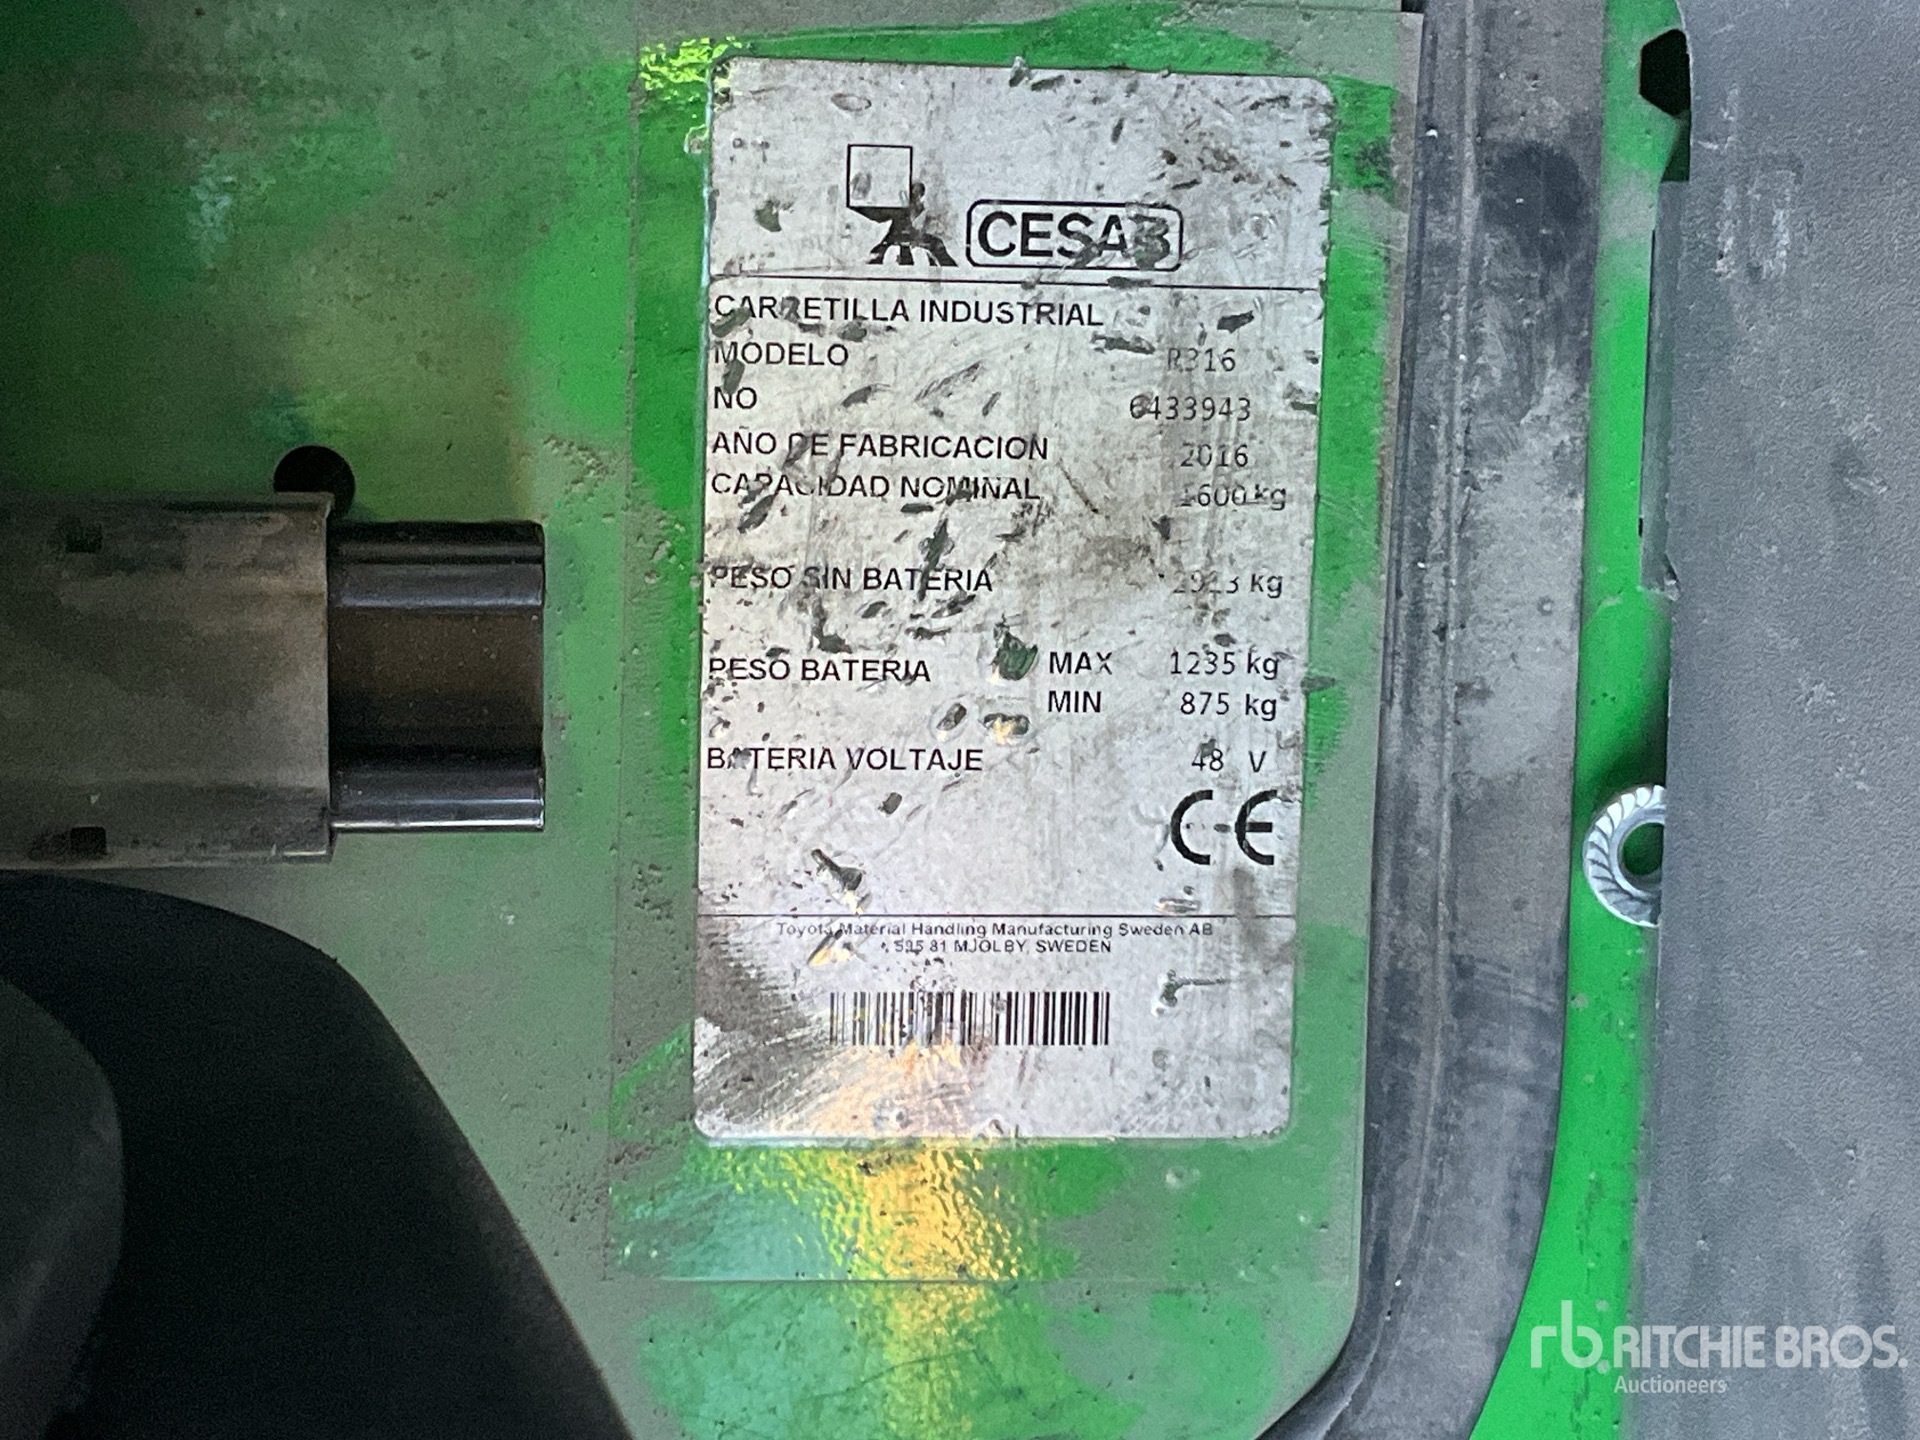 CESAB
CARRETILLA INDUSTRIAL
MODELO R316
NO 6433943
AÑO DE FABRICACION 2016
CAPACIDAD NOMINAL 1600 kg
PESO SIN BATERIA kg
PESO BATERIA MAX 1235 kg
MIN 875 kg
BATERIA VOLTAJE 48 V
CE
Toyota Material Handling Manufacturing Sweden AB
595 81 MJOLBY, SWEDEN
rb RITCHIE BROS.
Auctioneers